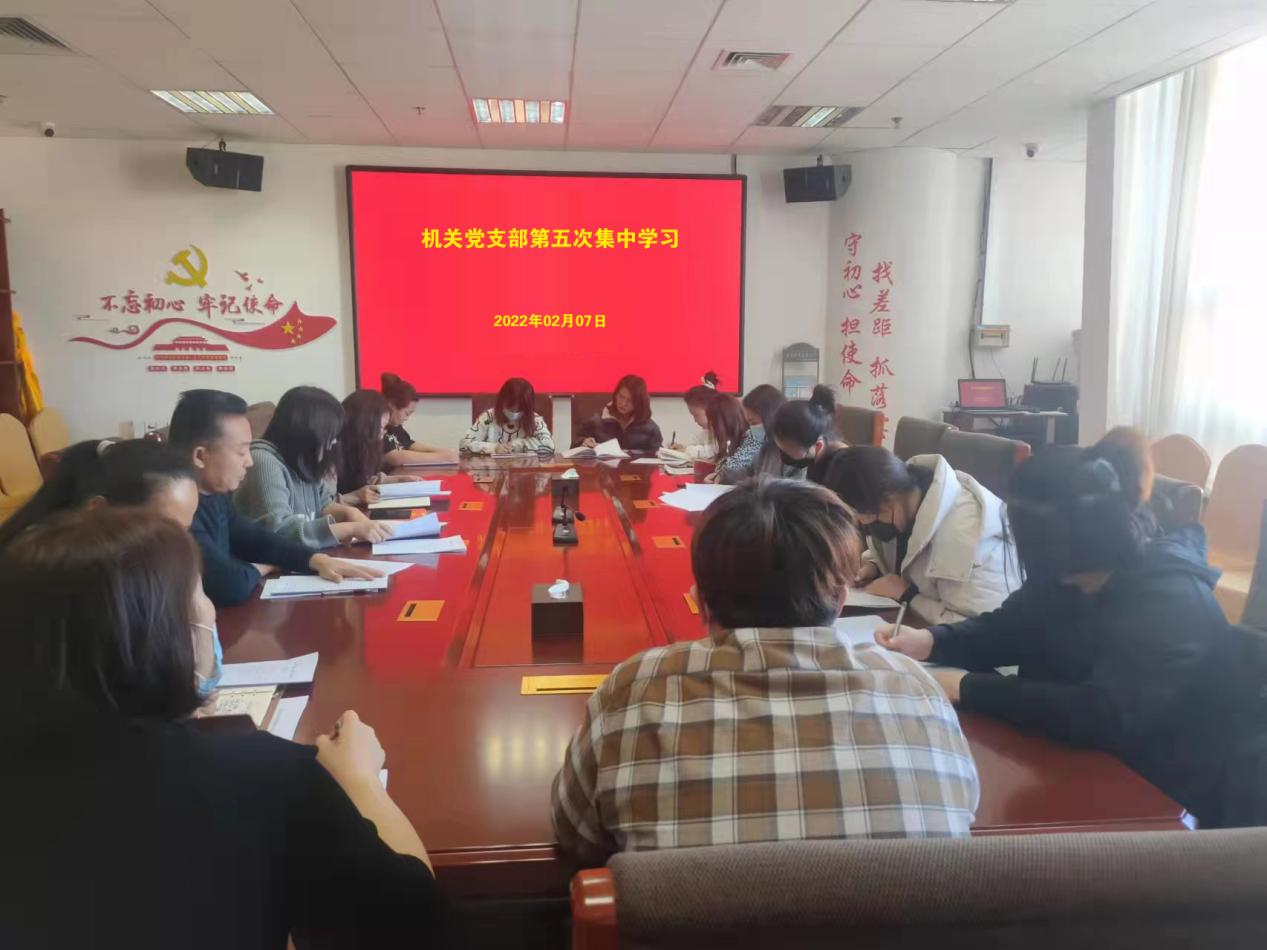 机关党支部第五次集中学习
2022年02月07日
不忘初心 牢记使命
守初心 担使命
找差距 抓落